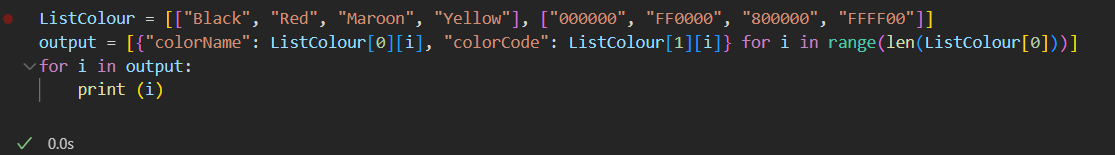 ListColour = [["Black", "Red", "Maroon", "Yellow"], ["000000", "FF0000", "800000", "FFFF00"]]
output = [{"colorName": ListColour[0][i], "colorCode": ListColour[1][i]} for i in range(len(ListColour[0]))]
for i in output:
    print (i)
0.0s